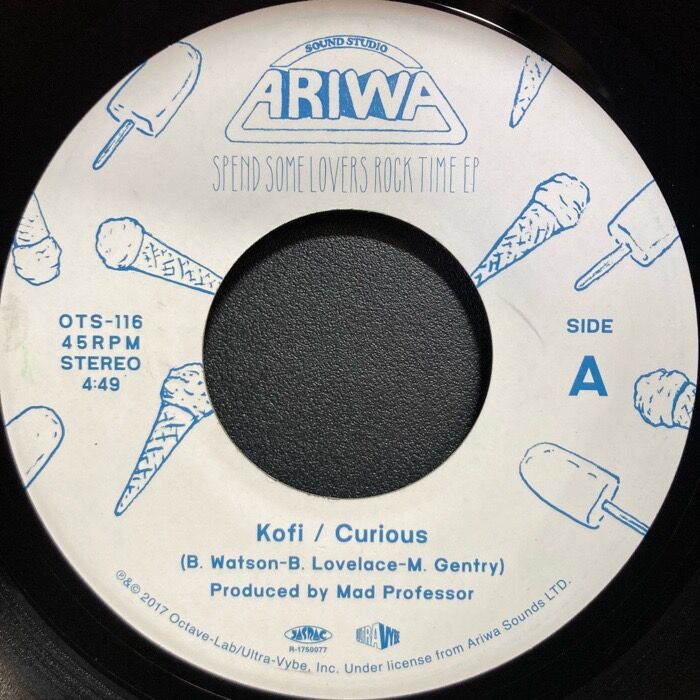 SOUND STUDIO
ARIWA
SPEND SOME LOVERS ROCK TIME EP
OTS-116
45RPM
STEREO
4:49
SIDE
A
Kofi / Curious
(B. Watson-B. Lovelace-M. Gentry)
Produced by Mad Professor
JASRAC
R-1750077
ULTRA VYBE
℗&© 2017 Octave-Lab/Ultra-Vybe, Inc. Under license from Ariwa Sounds LTD.